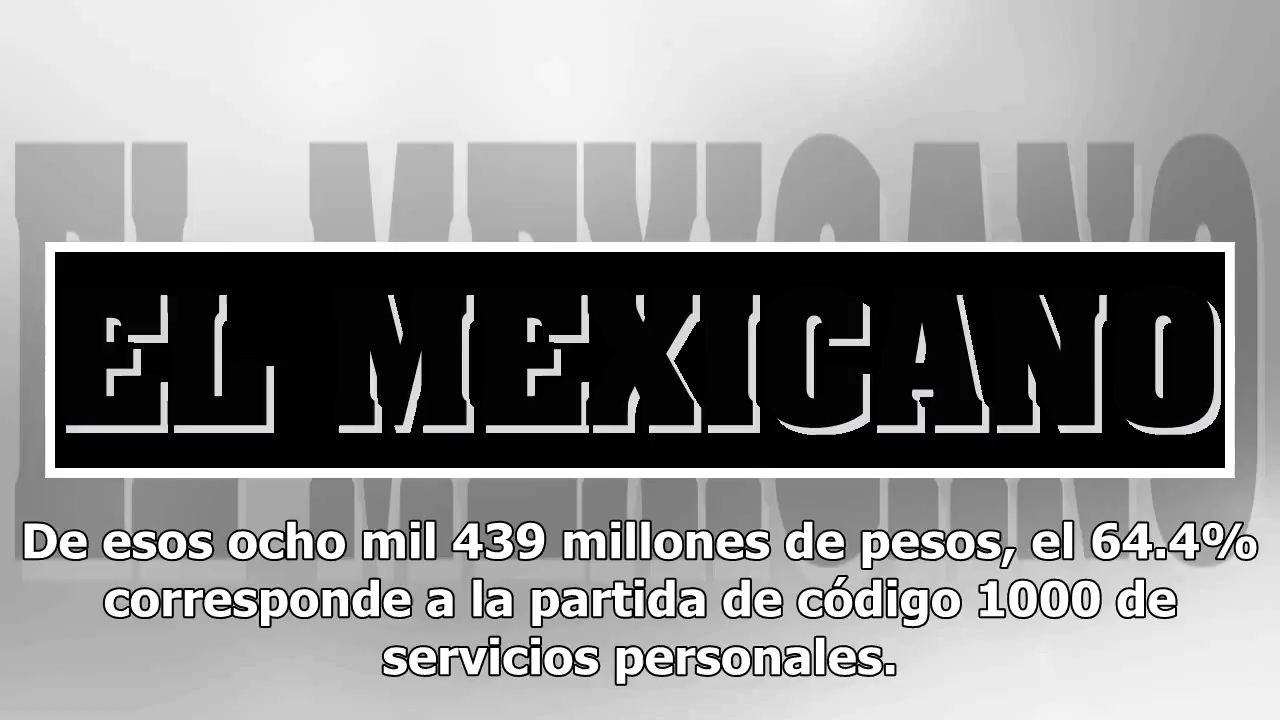 EL MEXICANO
De esos ocho mil 439 millones de pesos, el 64.4%
corresponde a la partida de código 1000 de
servicios personales.